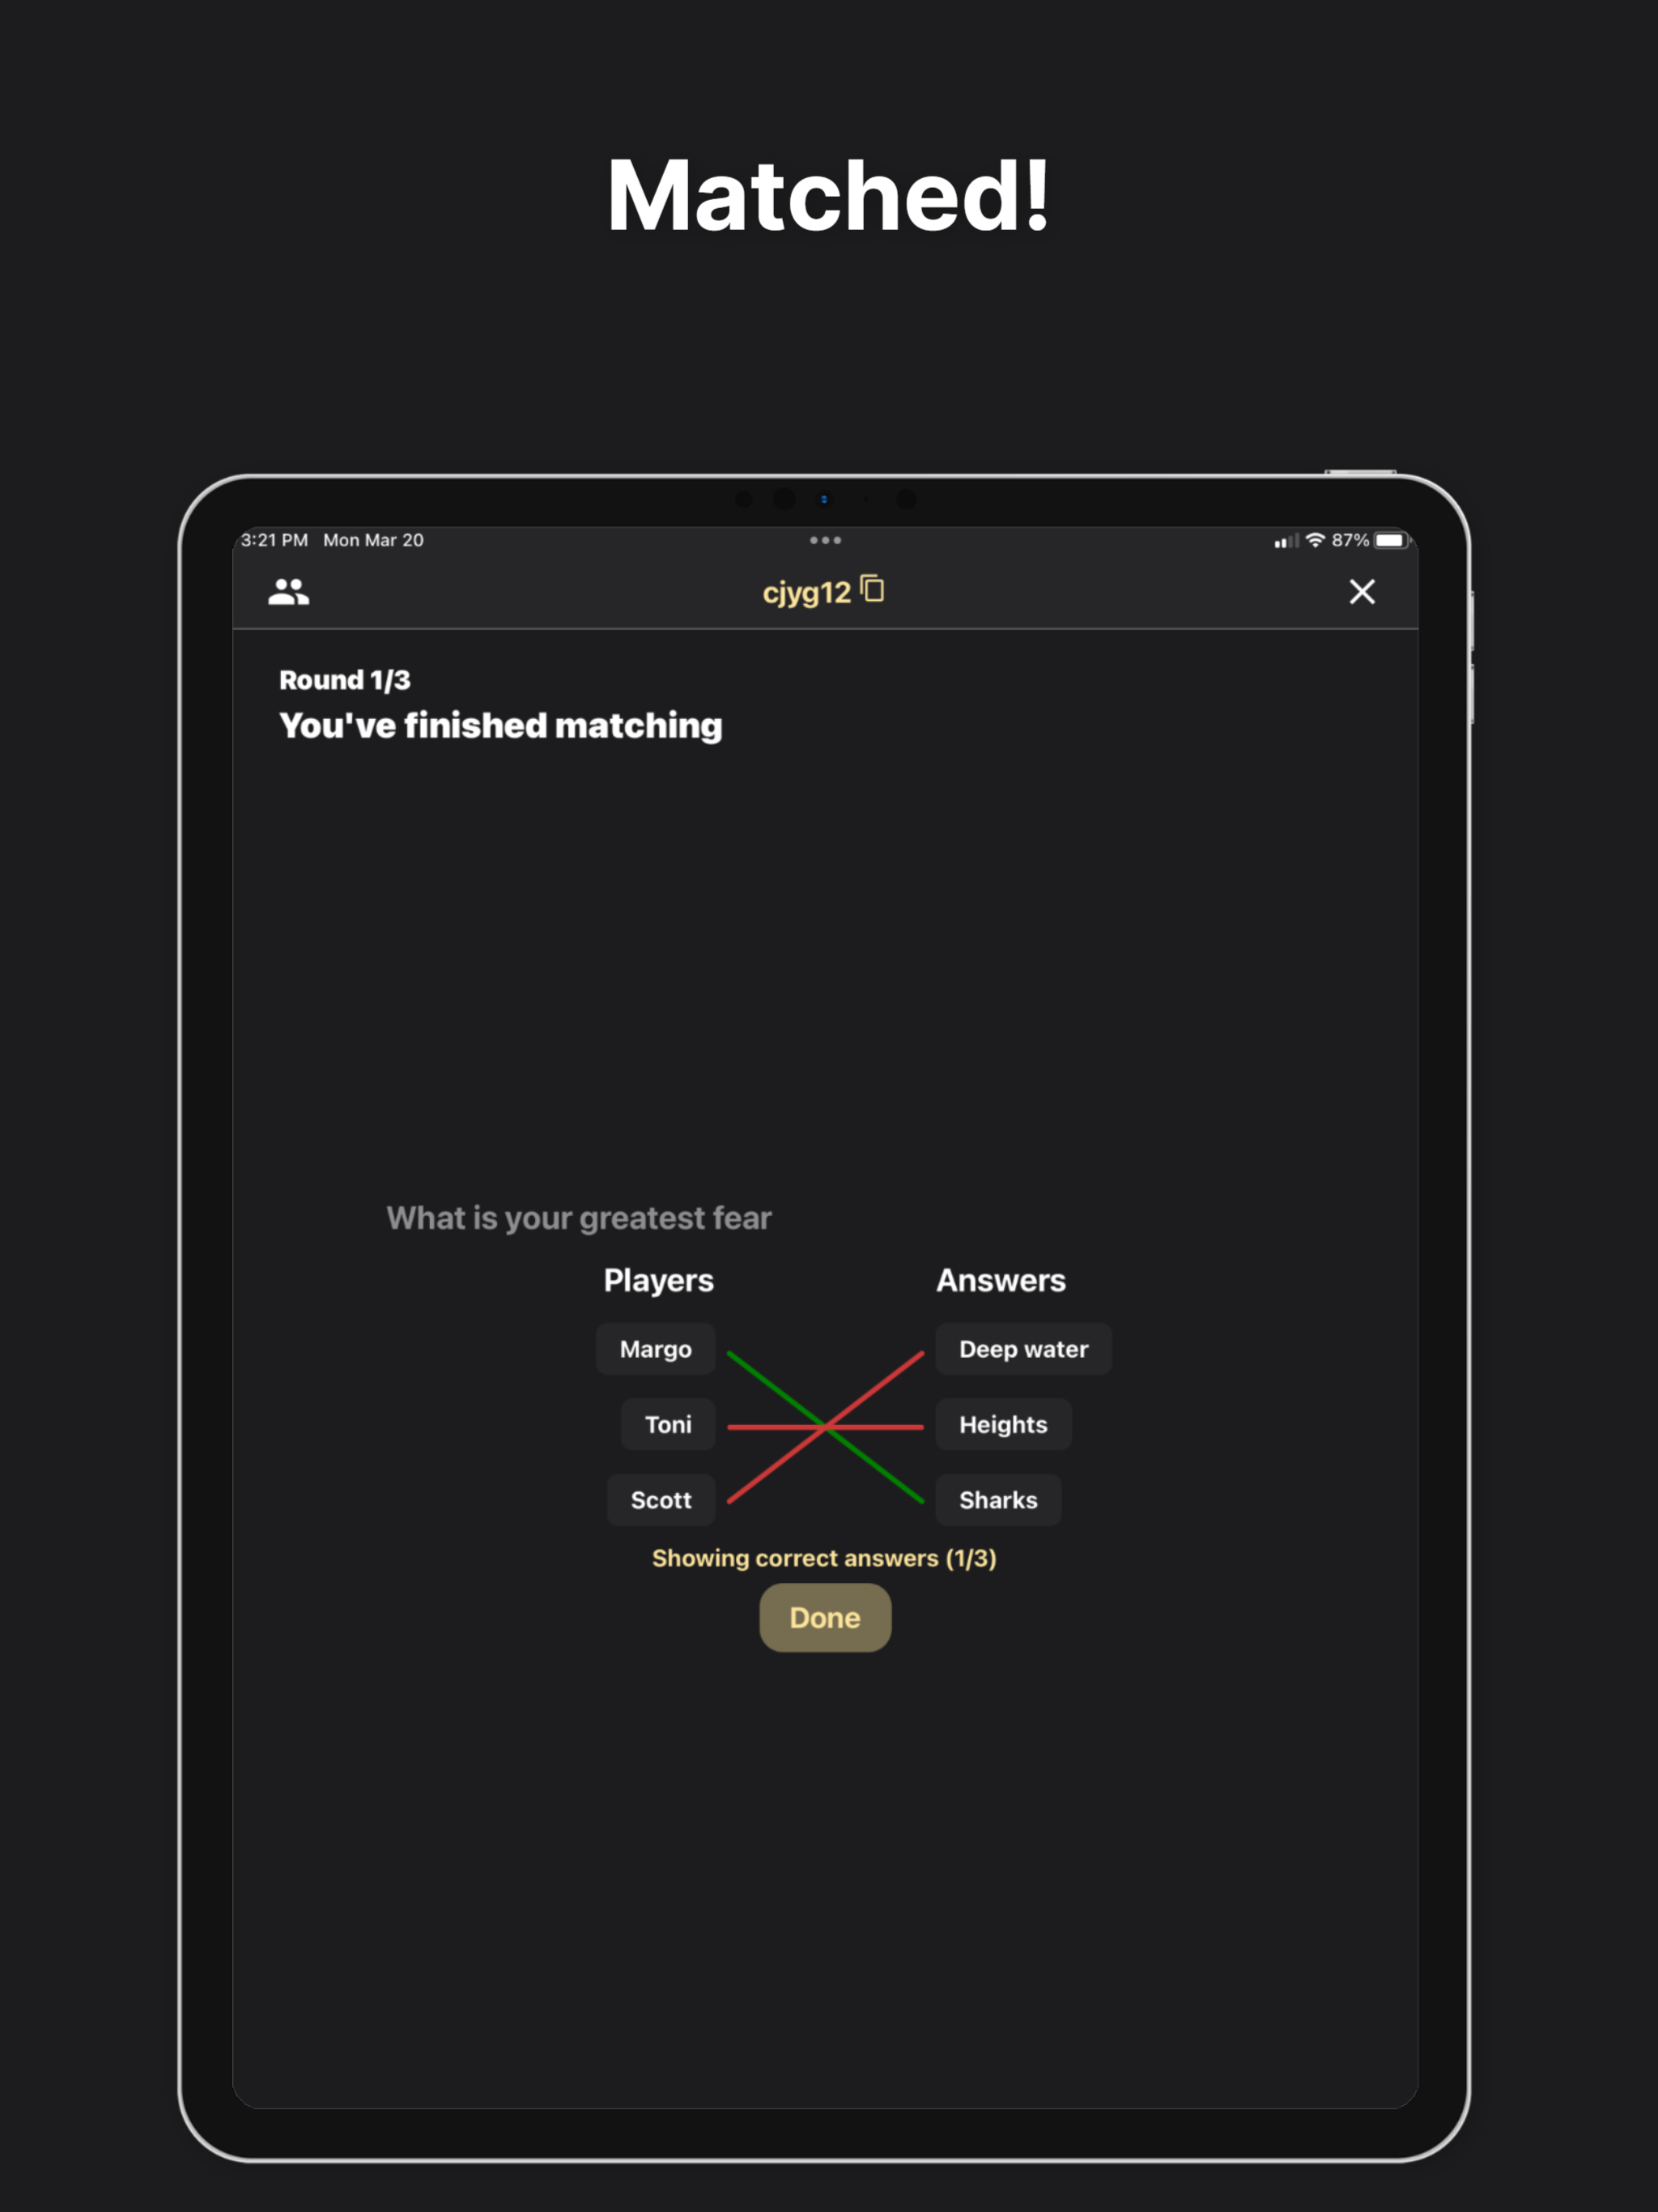 Matched!
3:21 PM Mon Mar 20
87%
cjyg12
Round 1/3
You've finished matching
What is your greatest fear
Players Answers
Margo Deep water
Toni Heights
Scott Sharks
Showing correct answers (1/3)
Done